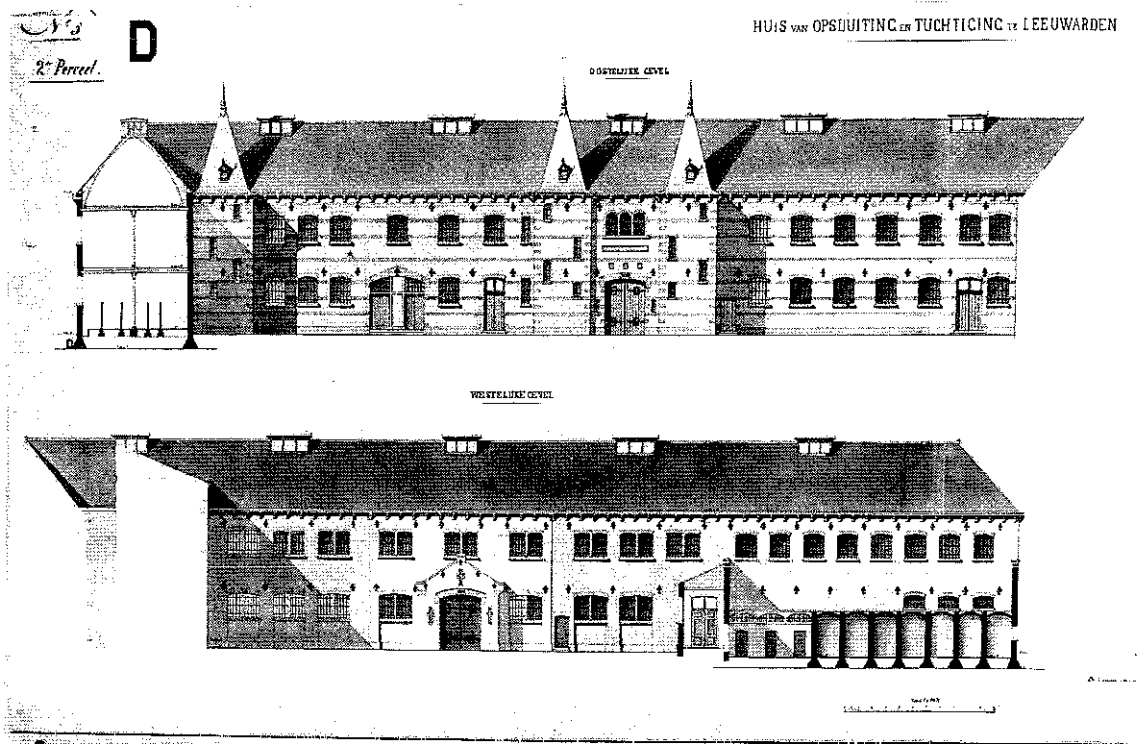 No 5
2e Perceel.
D
HUIS VAN OPSLUITING EN TUCHTIGING TE LEEUWARDEN
OOSTELIJKE GEVEL
WESTELIJKE GEVEL